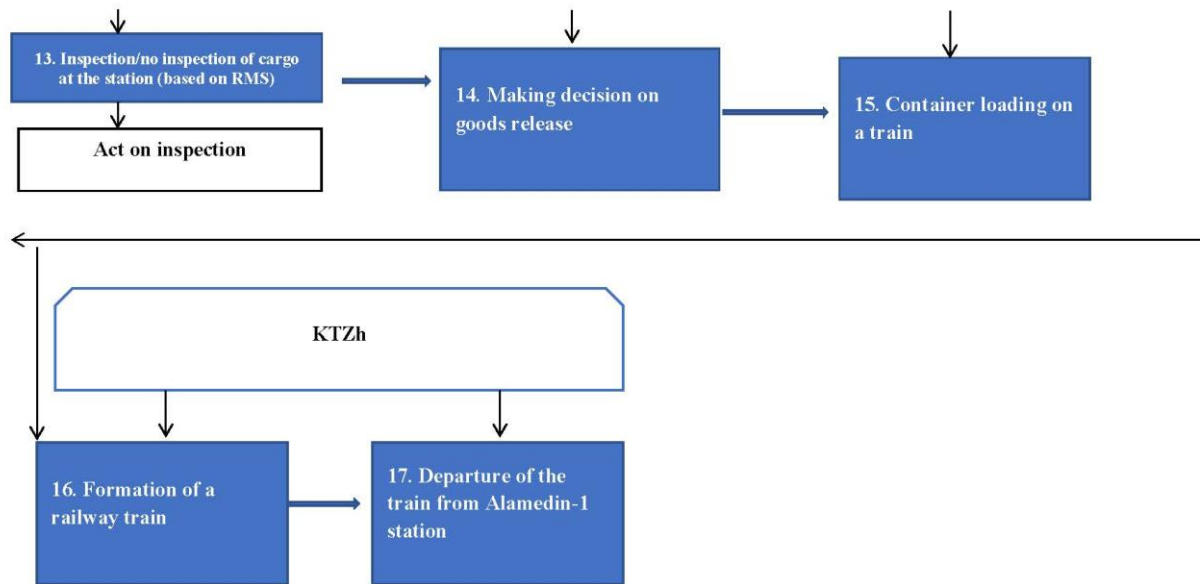 13. Inspection/no inspection of cargo
at the station (based on RMS)
Act on inspection
14. Making decision on
goods release
15. Container loading on
a train
KTZh
16. Formation of a
railway train
17. Departure of the
train from Alamedin-1
station